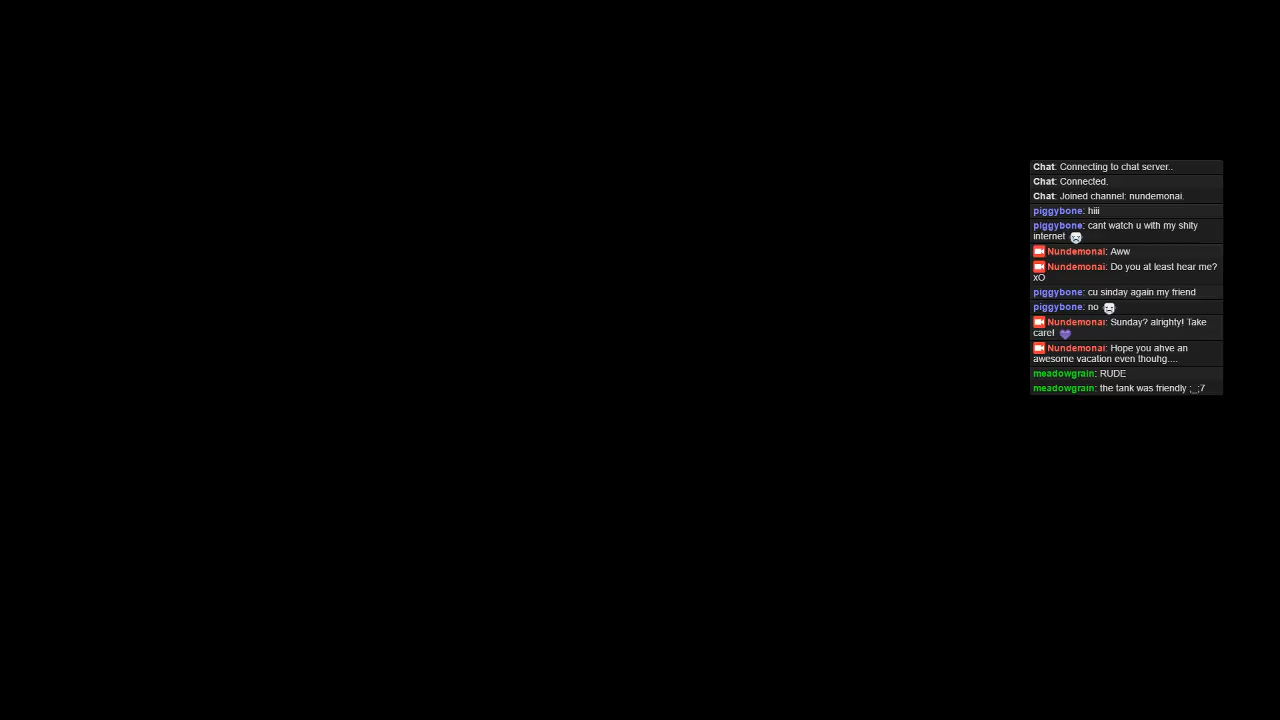 Chat: Connecting to chat server..
Chat: Connected.
Chat: Joined channel: nundemonai.
piggybone: hiii
piggybone: cant watch u with my shity
internet
Nundemonai: Aww
Nundemonai: Do you at least hear me?
xO
piggybone: cu sinday again my friend
piggybone: no
Nundemonai: Sunday? alrighty! Take
care!
Nundemonai: Hope you ahve an
awesome vacation even thouhg....
meadowgrain: RUDE
meadowgrain: the tank was friendly ;_;7